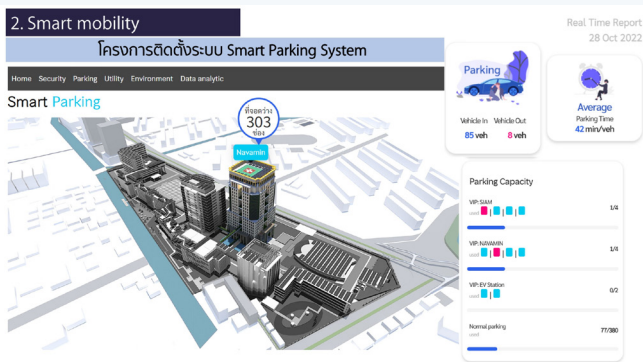 2. Smart mobility
โครงการติดตั้งระบบ Smart Parking System
Real Time Report
28 Oct 2022
Home Security Parking Utility Environment Data analytic
Smart Parking
ที่จอดว่าง
303
ช่อง
Navamin
Parking
Vehicle In Vehicle Out
85 veh 8 veh
Average
Parking Time
42 min/veh
Parking Capacity
VIP: SIAM
used
1/4
VIP: NAVAMIN
used
1/4
VIP: EV Station
used
0/2
Normal parking
used
77/380